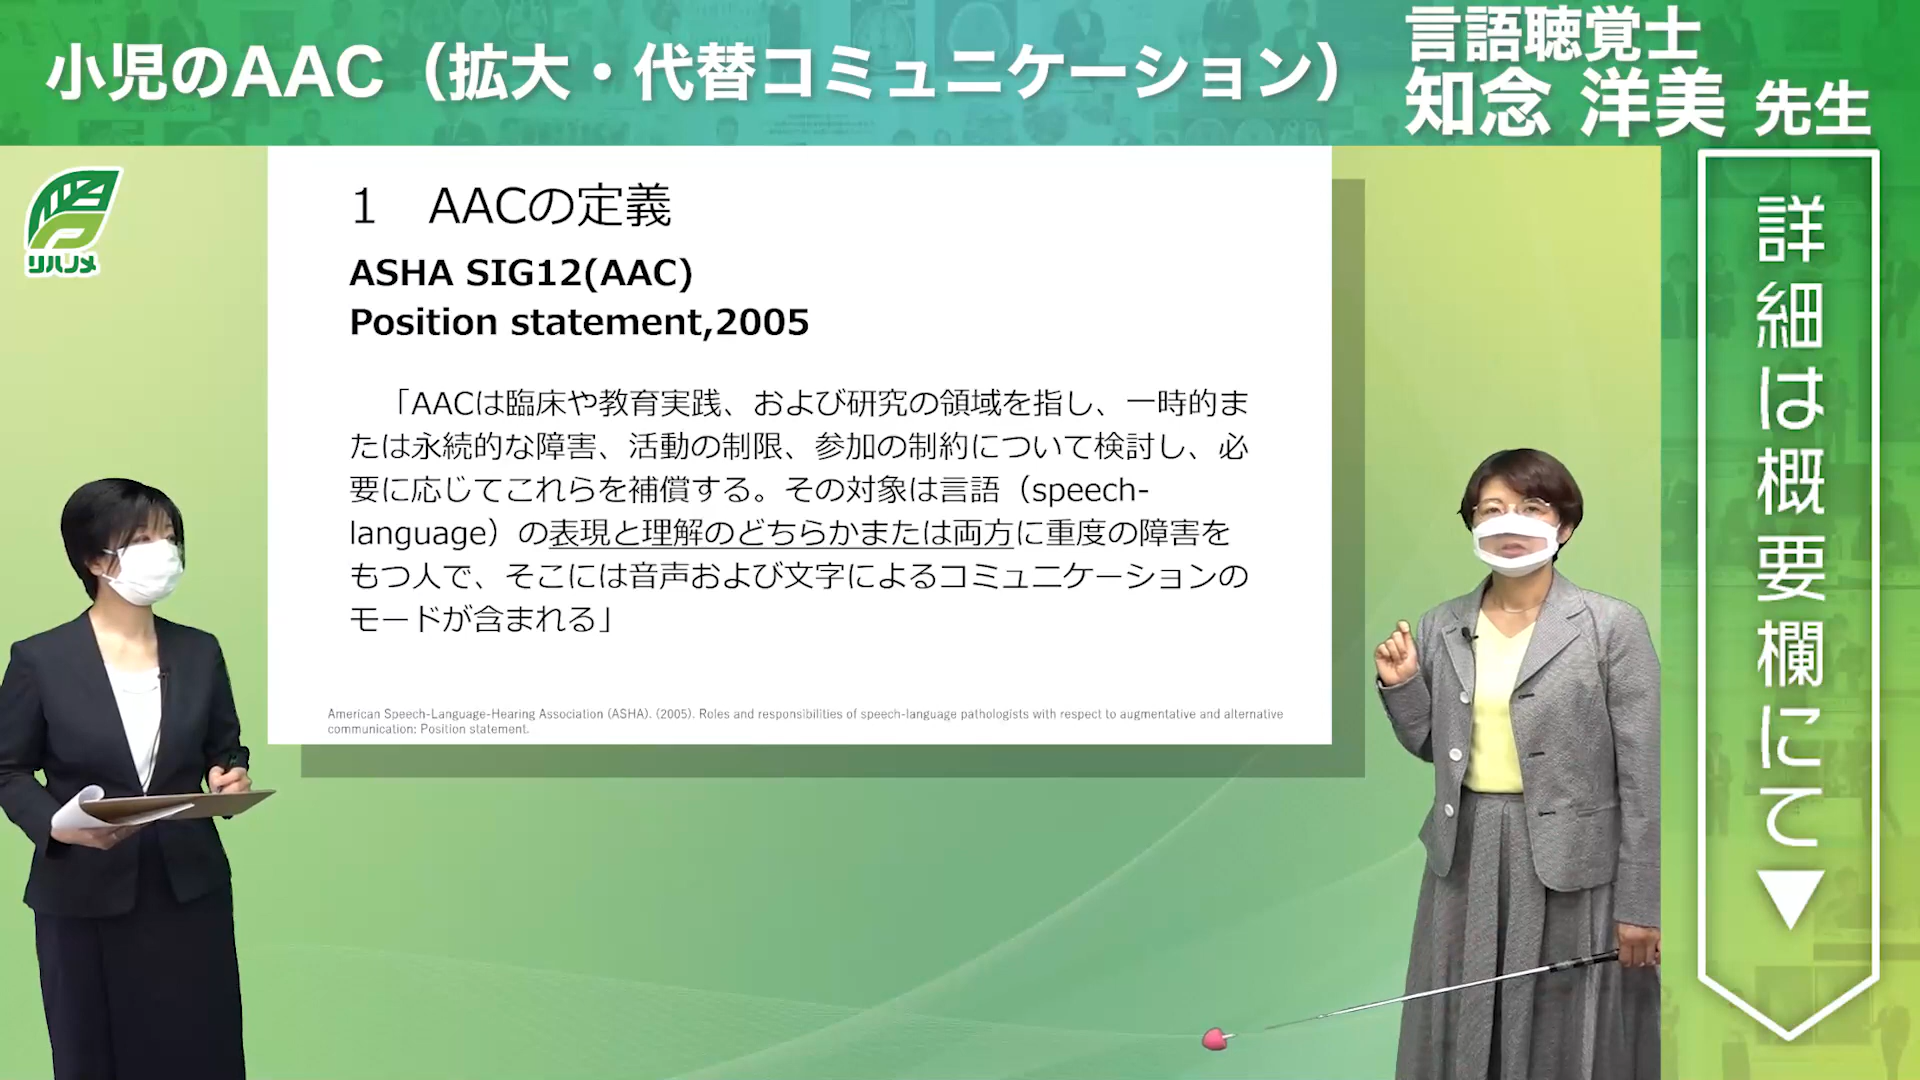 小児のAAC（拡大・代替コミュニケーション）
言語聴覚士
知念 洋美 先生
リハノメ
1　AACの定義
ASHA SIG12(AAC)
Position statement,2005
「AACは臨床や教育実践、および研究の領域を指し、一時的ま
たは永続的な障害、活動の制限、参加の制約について検討し、必
要に応じてこれらを補償する。その対象は言語（speech-
language）の表現と理解のどちらかまたは両方に重度の障害を
もつ人で、そこには音声および文字によるコミュニケーションの
モードが含まれる」
American Speech-Language-Hearing Association (ASHA). (2005). Roles and responsibilities of speech-language pathologists with respect to augmentative and alternative
communication: Position statement.
詳細は概要欄にて▼